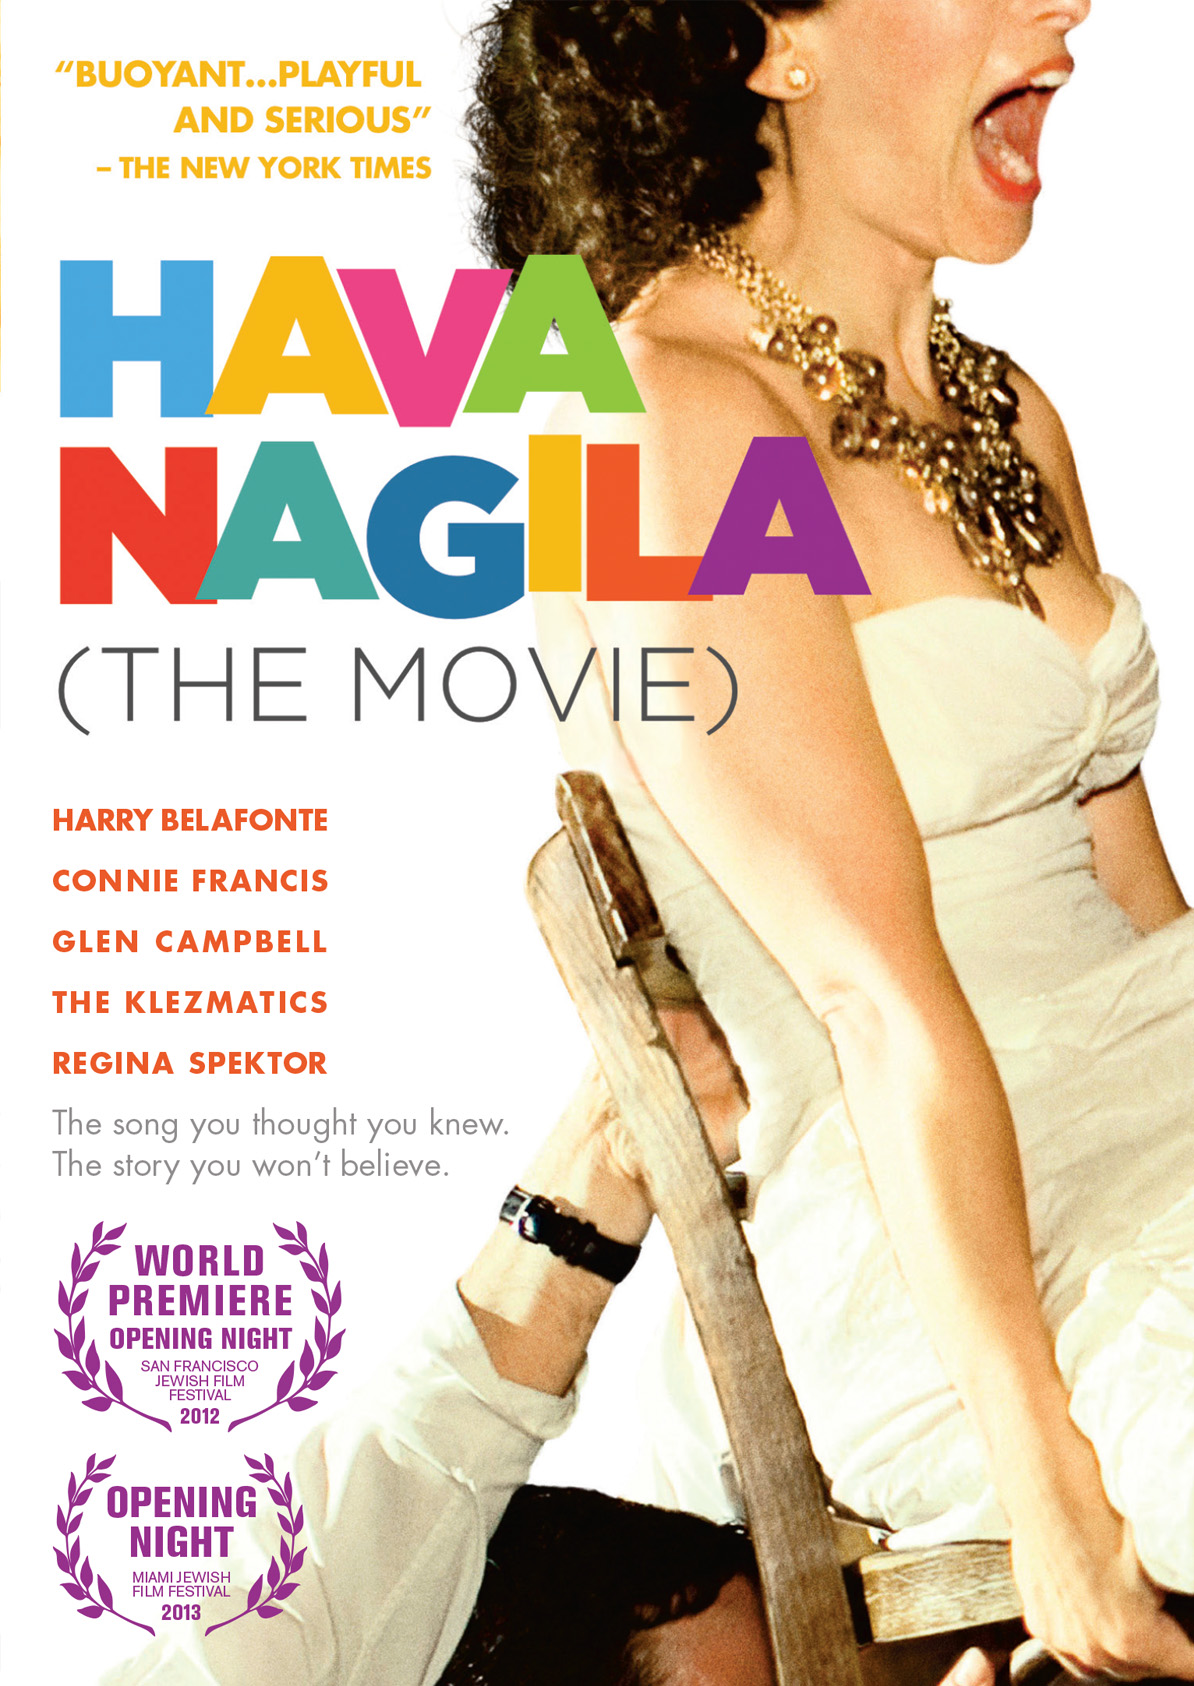 “BUOYANT...PLAYFUL
AND SERIOUS”
– THE NEW YORK TIMES
HAVA
NAGILA
(THE MOVIE)
HARRY BELAFONTE
CONNIE FRANCIS
GLEN CAMPBELL
THE KLEZMATICS
REGINA SPEKTOR
The song you thought you knew.
The story you won’t believe.
WORLD
PREMIERE
OPENING NIGHT
SAN FRANCISCO
JEWISH FILM
FESTIVAL
2012
OPENING
NIGHT
MIAMI JEWISH
FILM FESTIVAL
2013